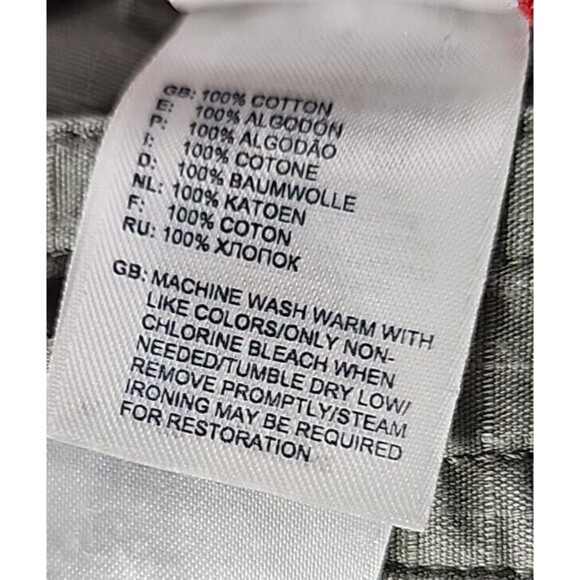 GB: 100% COTTON
E: 100% ALGODÓN
P: 100% ALGODÃO
I: 100% COTONE
D: 100% BAUMWOLLE
NL: 100% KATOEN
F: 100% COTON
RU: 100% ХЛОПОК
GB: MACHINE WASH WARM WITH
LIKE COLORS/ONLY NON-
CHLORINE BLEACH WHEN
NEEDED/TUMBLE DRY LOW/
REMOVE PROMPTLY/STEAM
IRONING MAY BE REQUIRED
FOR RESTORATION